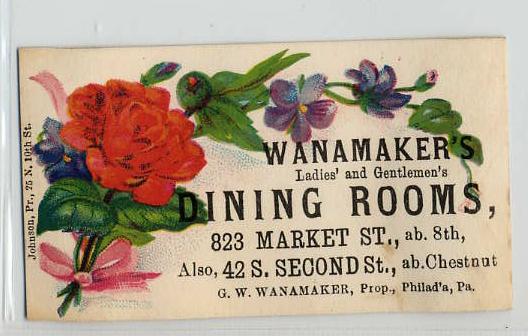 WANAMAKER'S
Ladies' and Gentlemen's
DINING ROOMS,
823 MARKET ST., ab. 8th,
Also, 42 S. SECOND St., ab. Chestnut
G. W. WANAMAKER, Prop., Philad'a, Pa.
Johnson, Pr., 25 N. 10th St.